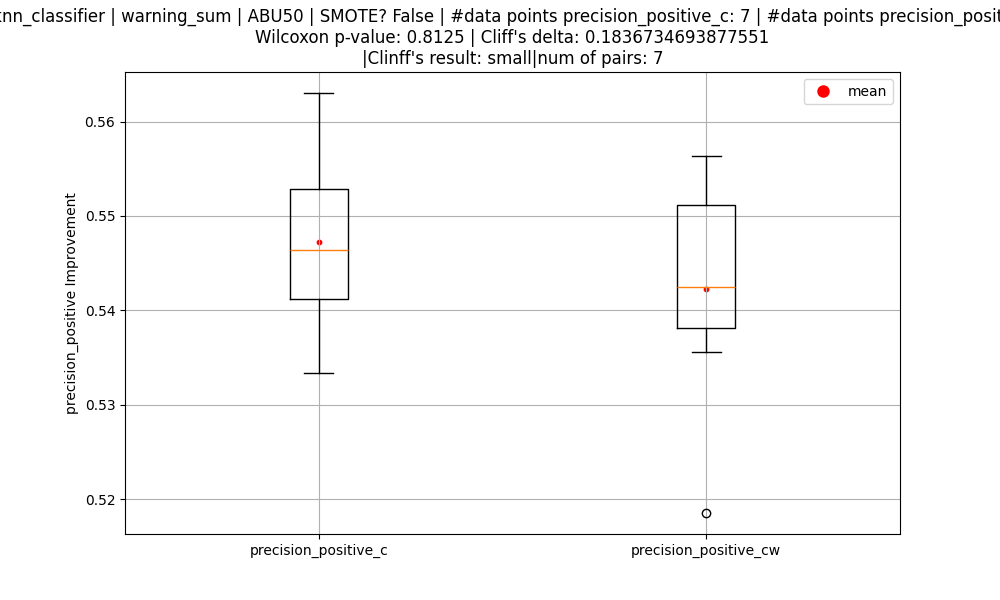 knn_classifier | warning_sum | ABU50 | SMOTE? False | #data points precision_positive_c: 7 | #data points
Wilcoxon p-value: 0.8125 | Cliff's delta: 0.1836734693877551
|Clinff's result: small|num of pairs: 7
mean
0.56
0.55
0.54
0.53
0.52
precision_positive Improvement
precision_positive_c
precision_positive_cw